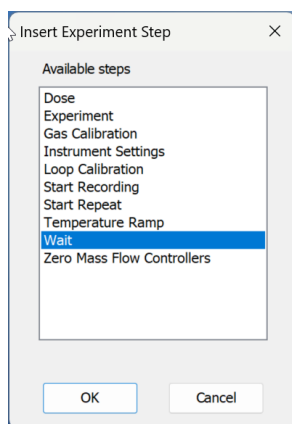 Insert Experiment Step
Available steps
Dose
Experiment
Gas Calibration
Instrument Settings
Loop Calibration
Start Recording
Start Repeat
Temperature Ramp
Wait
Zero Mass Flow Controllers
OK
Cancel